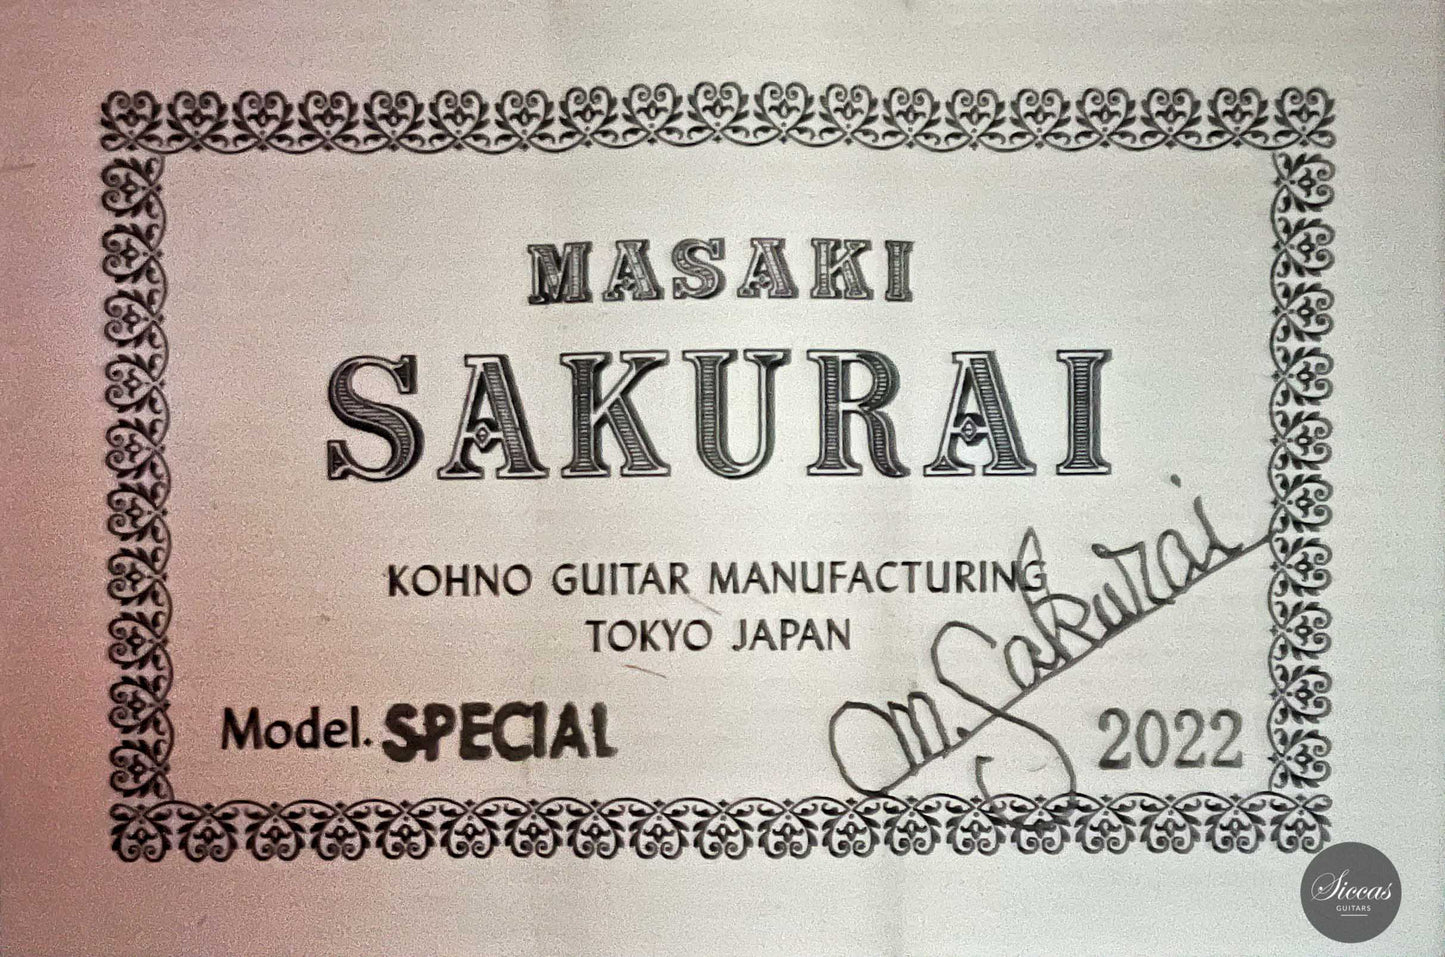 MASAKI
SAKURAI
KOHNO GUITAR MANUFACTURING
TOKYO JAPAN
Model. SPECIAL
M. Sakurai
2022
Siccas
GUITARS